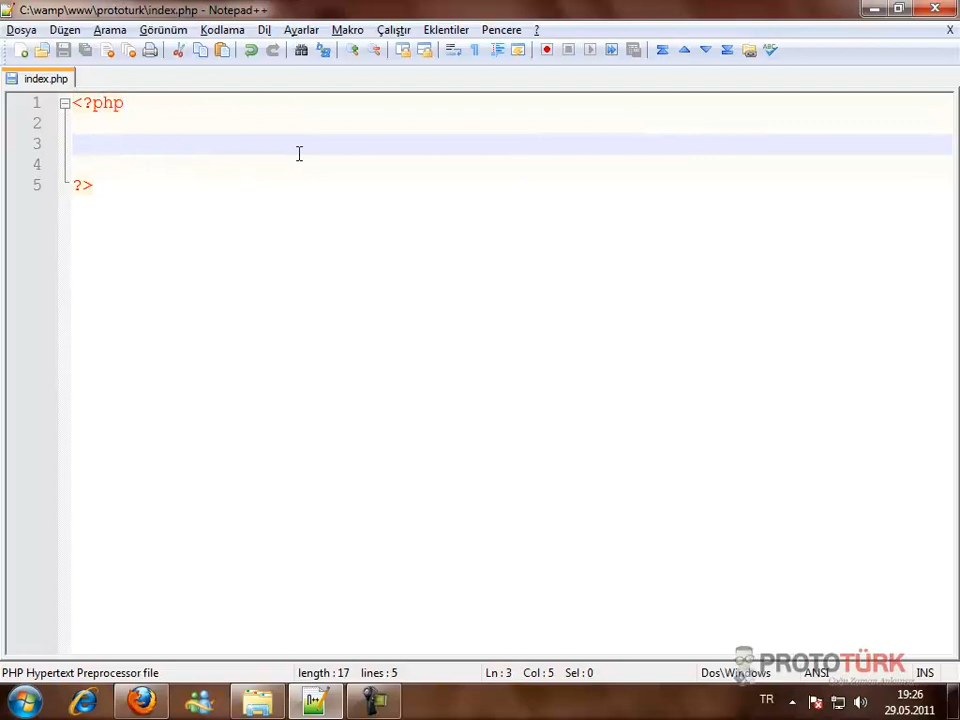 C:\wamp\www\prototurk\index.php - Notepad++
Dosya Düzen Arama Görünüm Kodlama Dil Ayarlar Makro Çalıştır Eklentiler Pencere ? X
index.php
1 <?php
2
3
4
5 ?>
PROTOTÜRK
PHP Hypertext Preprocessor file length : 17 lines : 5 Ln : 3 Col : 5 Sel : 0 Dos\Windows ANSI INS
TR 19:26
29.05.2011